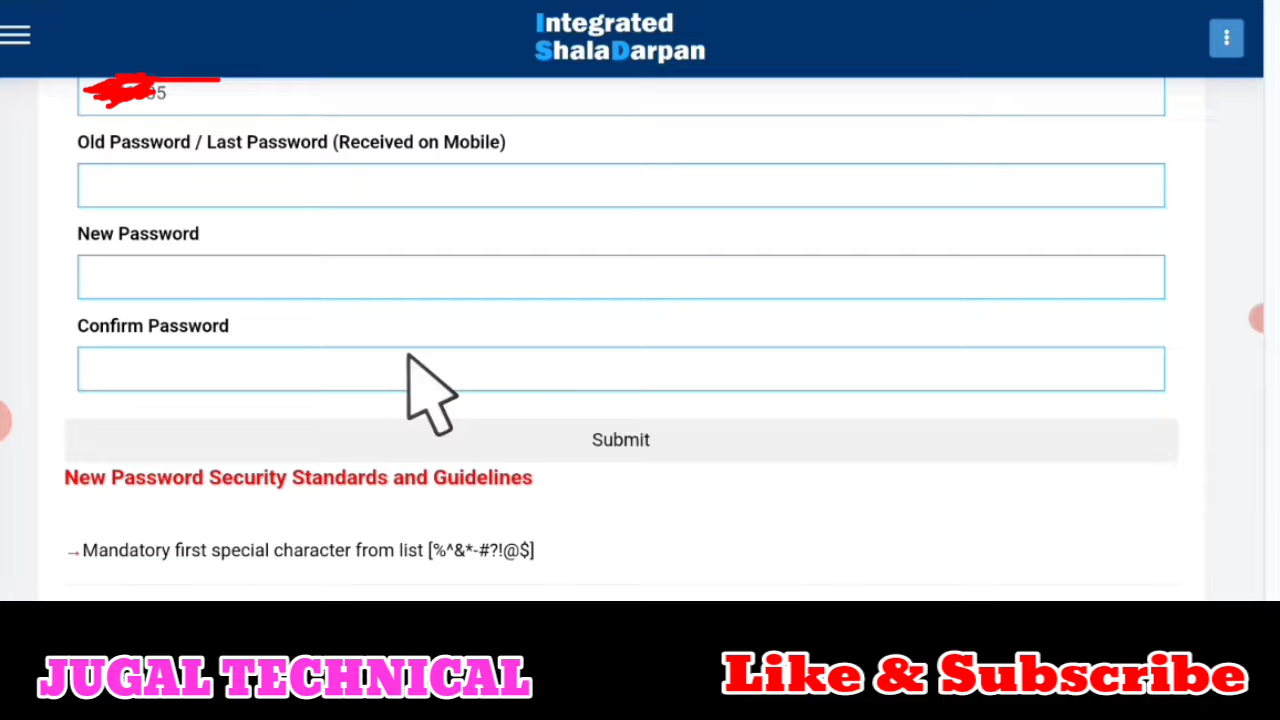 Integrated
ShalaDarpan
95
Old Password / Last Password (Received on Mobile)
New Password
Confirm Password
Submit
New Password Security Standards and Guidelines
→Mandatory first special character from list [%^&*-#?!@$]
JUGAL TECHNICAL
Like & Subscribe